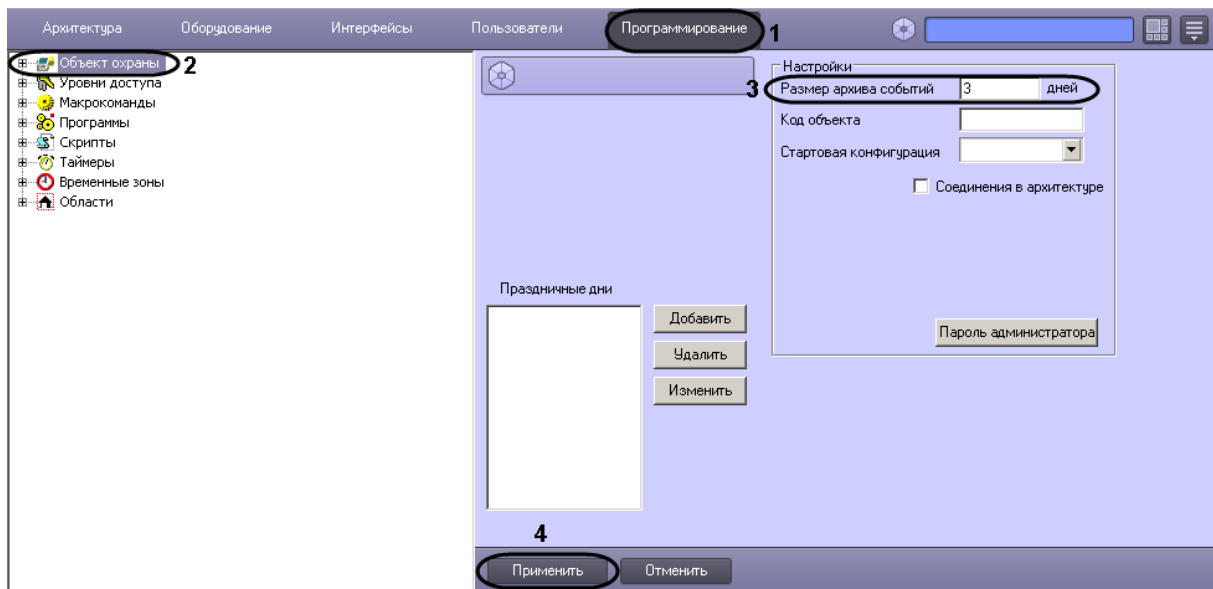 Архитектура Оборудование Интерфейсы Пользователи Программирование 1
Объект охраны 2
Уровни доступа
Макрокоманды
Программы
Скрипты
Таймеры
Временные зоны
Области
Настройки
3 Размер архива событий 3 дней
Код объекта
Стартовая конфигурация
Соединения в архитектуре
Праздничные дни
Добавить
Удалить
Изменить
Пароль администратора
4
Применить Отменить